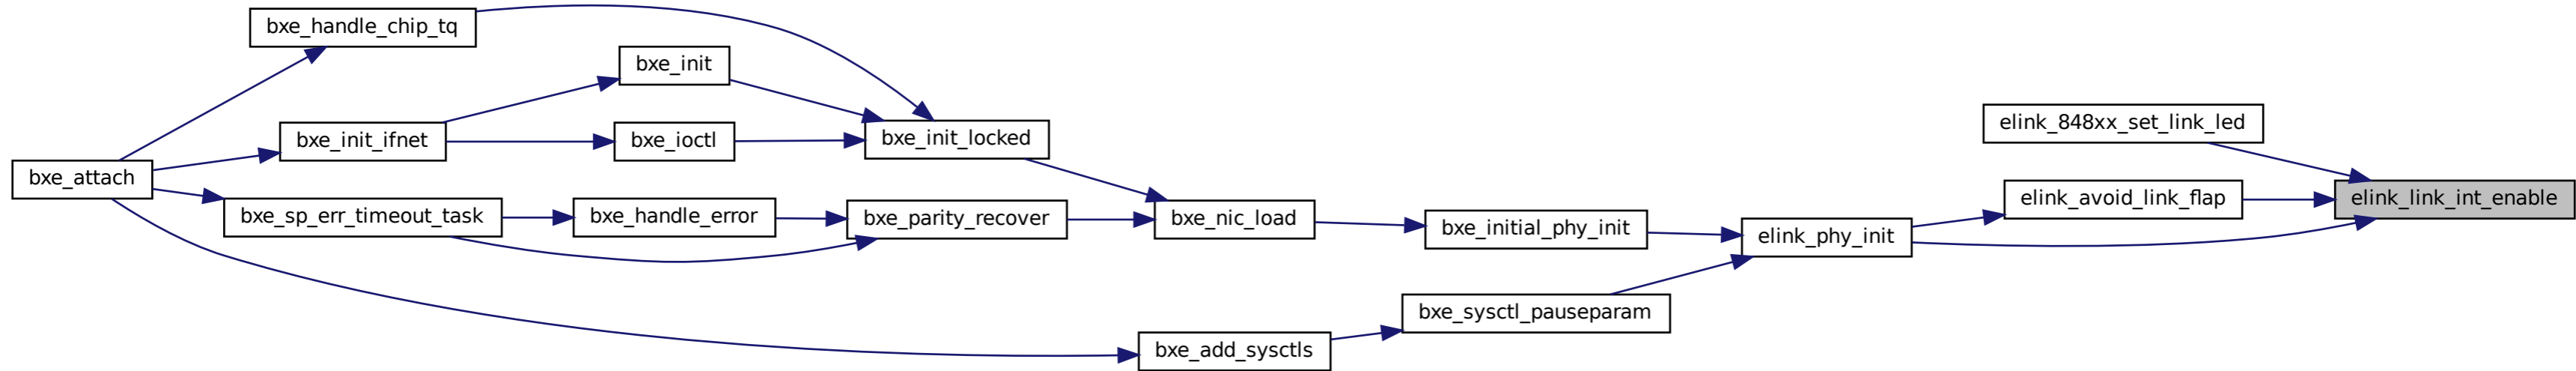 bxe_handle_chip_tq
bxe_init
bxe_init_ifnet
bxe_ioctl
bxe_init_locked
bxe_attach
bxe_sp_err_timeout_task
bxe_handle_error
bxe_parity_recover
bxe_nic_load
bxe_initial_phy_init
elink_phy_init
elink_848xx_set_link_led
elink_avoid_link_flap
elink_link_int_enable
bxe_sysctl_pauseparam
bxe_add_sysctls